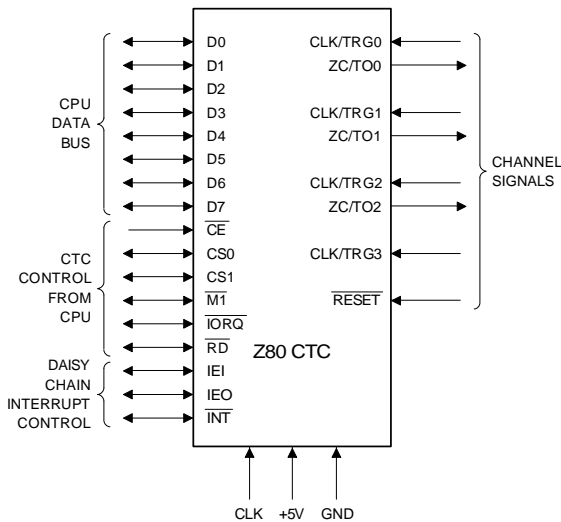 CPU
DATA
BUS
CTC
CONTROL
FROM
CPU
DAISY
CHAIN
INTERRUPT
CONTROL
D0
D1
D2
D3
D4
D5
D6
D7
CE
CS0
CS1
M1
IORQ
RD
IEI
IEO
INT
Z80 CTC
CLK/TRG0
ZC/TO0
CLK/TRG1
ZC/TO1
CLK/TRG2
ZC/TO2
CLK/TRG3
RESET
CHANNEL
SIGNALS
CLK +5V GND